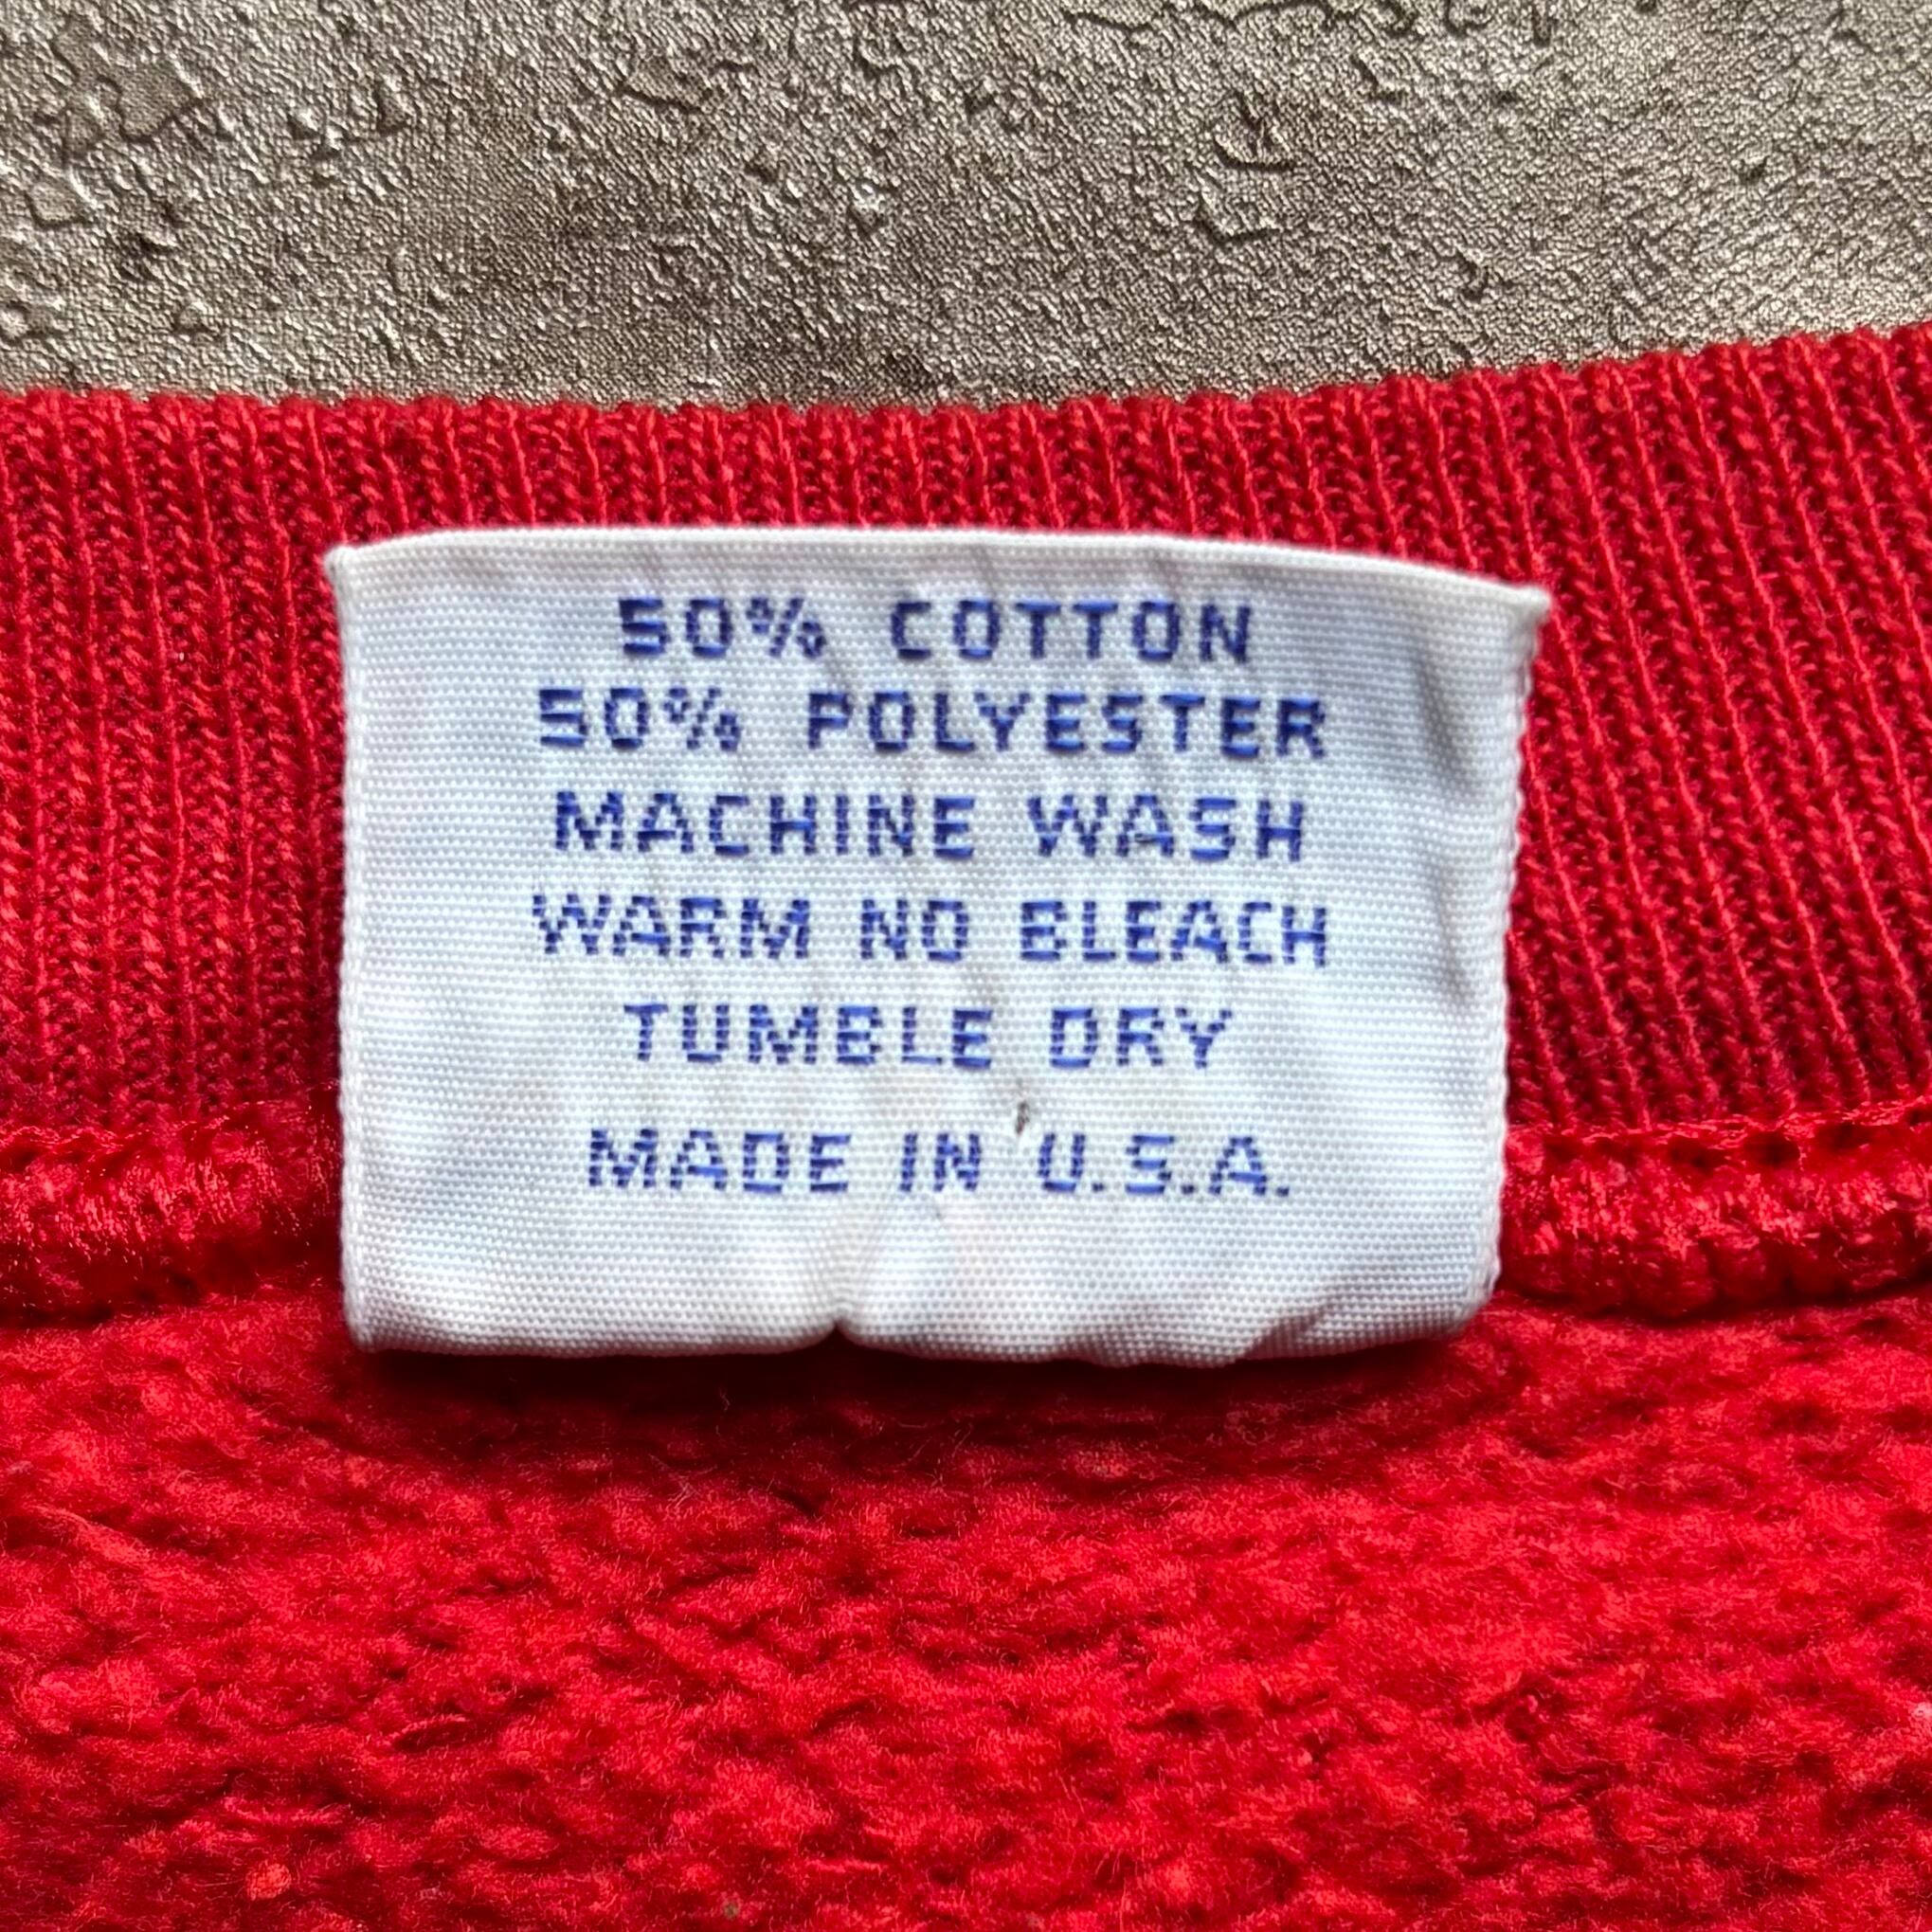 50% COTTON
50% POLYESTER
MACHINE WASH
WARM NO BLEACH
TUMBLE DRY
MADE IN U.S.A.